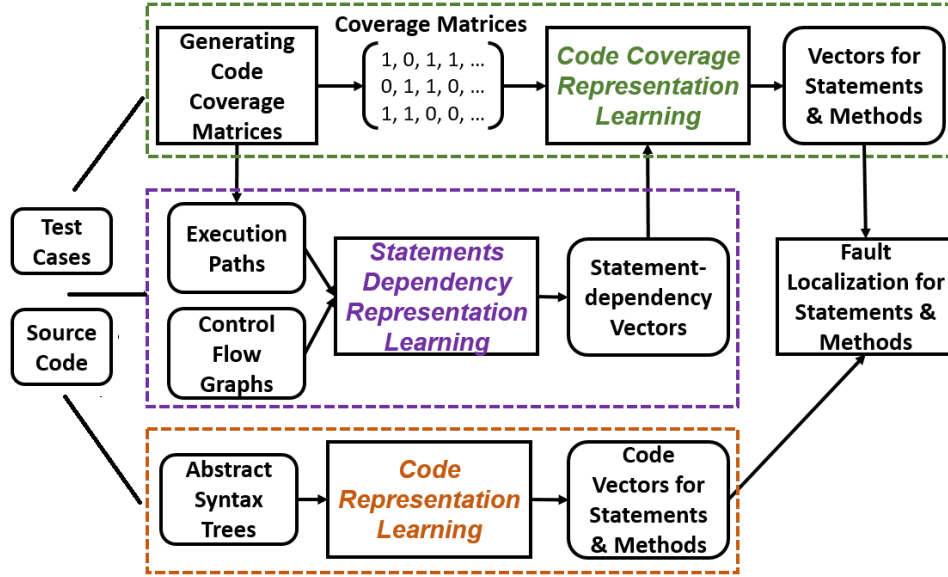 Generating
Code
Coverage
Matrices
Coverage Matrices
1, 0, 1, 1, ...
0, 1, 1, 0, ...
1, 1, 0, 0, ...
Code Coverage
Representation
Learning
Vectors for
Statements
& Methods
Test
Cases
Source
Code
Execution
Paths
Control
Flow
Graphs
Statements
Dependency
Representation
Learning
Statement-
dependency
Vectors
Fault
Localization for
Statements &
Methods
Abstract
Syntax
Trees
Code
Representation
Learning
Code
Vectors for
Statements
& Methods